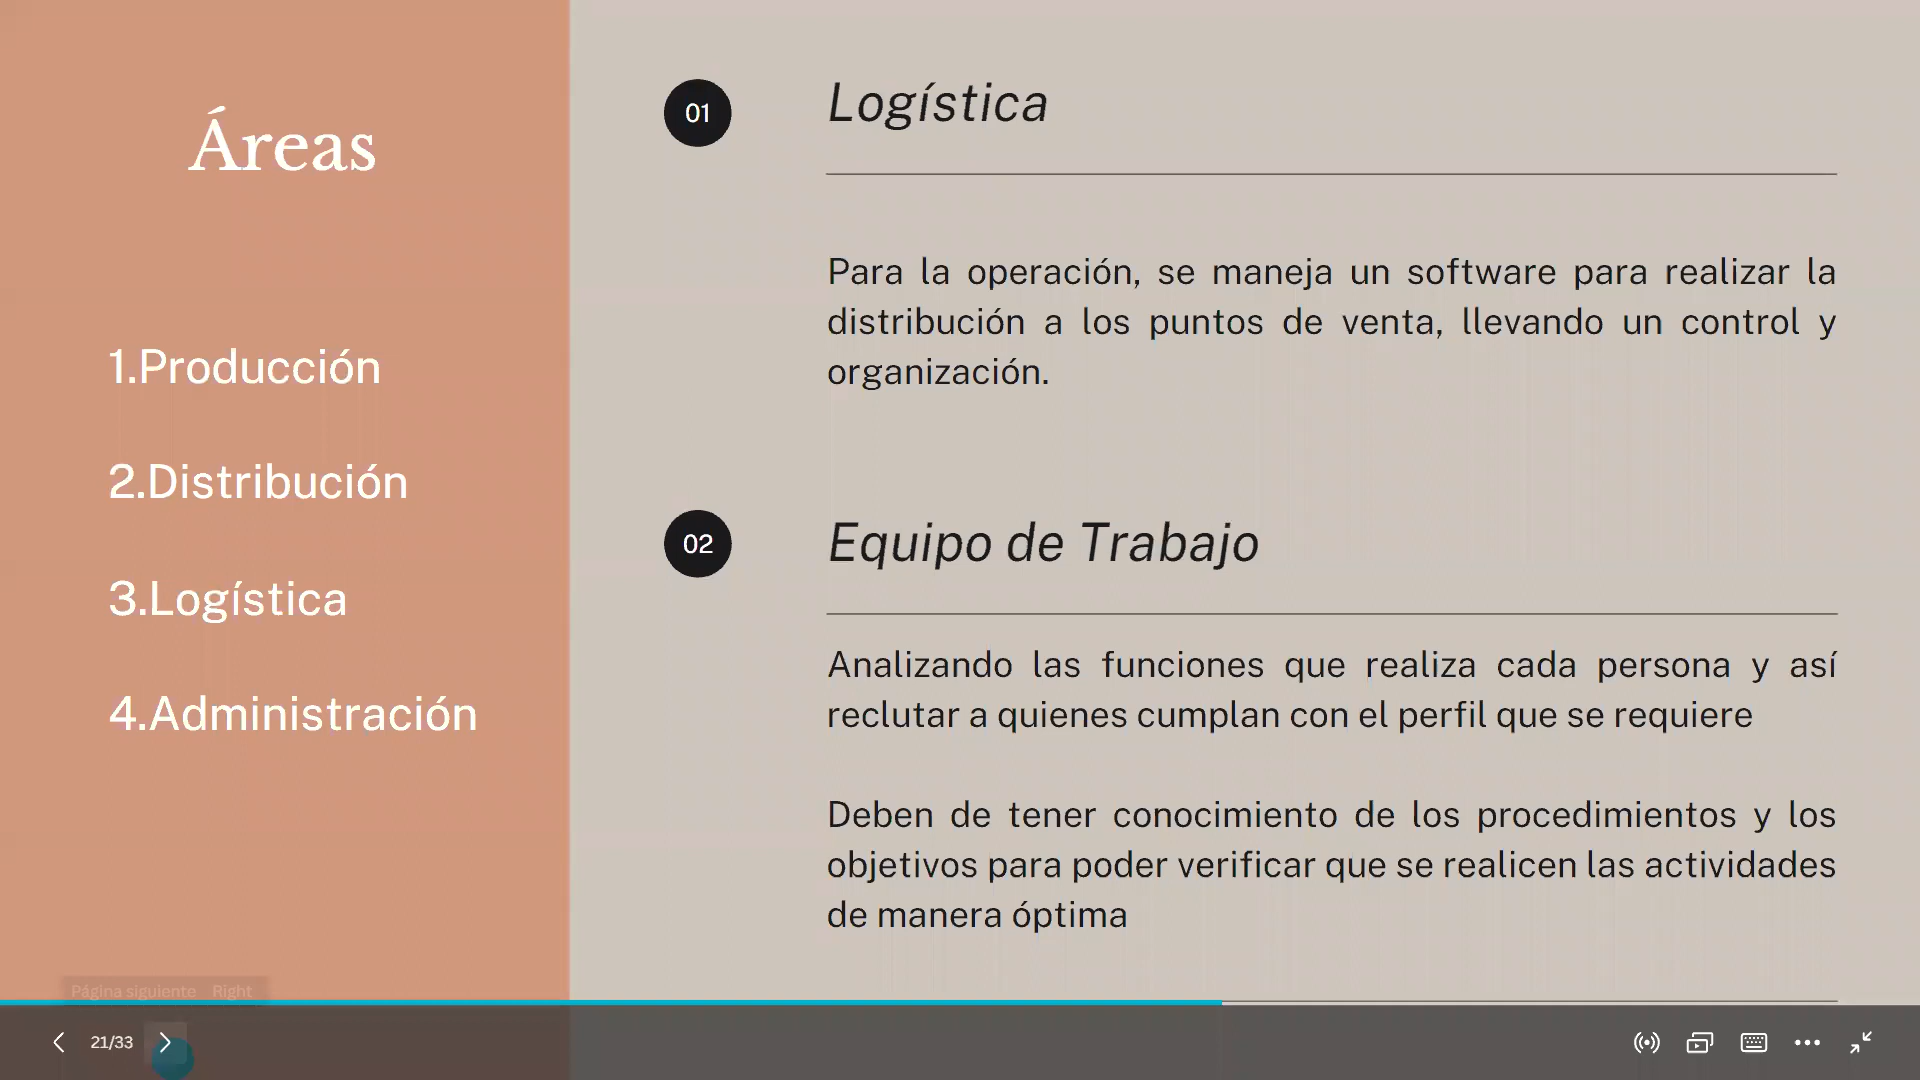 Áreas
1.Producción
2.Distribución
3.Logística
4.Administración
01
Logística
Para la operación, se maneja un software para realizar la
distribución a los puntos de venta, llevando un control y
organización.
02
Equipo de Trabajo
Analizando las funciones que realiza cada persona y así
reclutar a quienes cumplan con el perfil que se requiere
Deben de tener conocimiento de los procedimientos y los
objetivos para poder verificar que se realicen las actividades
de manera óptima
Página siguiente Right
21/33